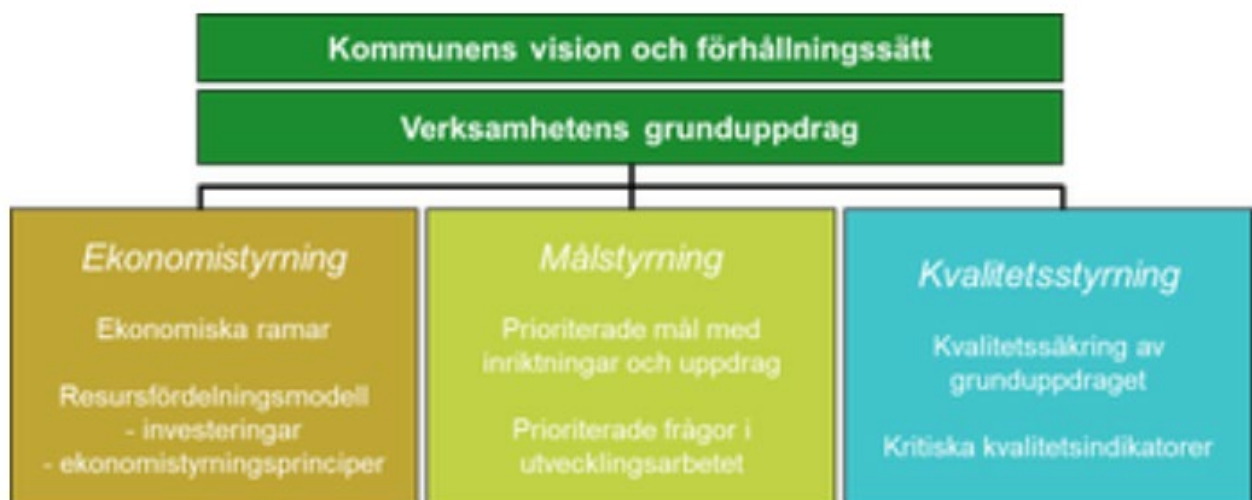 Kommunens vision och förhållningssätt
Verksamhetens grunduppdrag
Ekonomistyrning
Ekonomiska ramar
Resursfördelningsmodell
- investeringar
- ekonomistyrningsprinciper
Målstyrning
Prioriterade mål med
inriktningar och uppdrag
Prioriterade frågor i
utvecklingsarbetet
Kvalitetsstyrning
Kvalitetssäkring av
grunduppdraget
Kritiska kvalitetsindikatorer